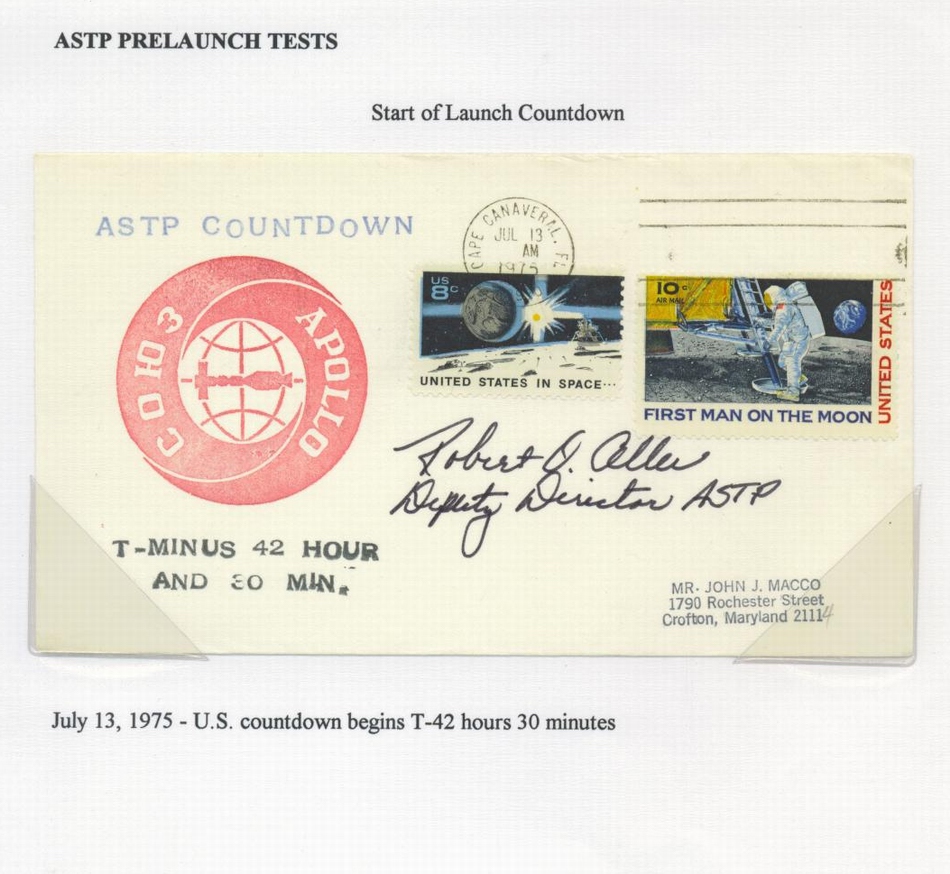 ASTP PRELAUNCH TESTS
Start of Launch Countdown
ASTP COUNTDOWN
CAPE CANAVERAL, FL
JUL 13
AM
1975
US
8c
UNITED STATES IN SPACE...
10c
AIR MAIL
UNITED STATES
FIRST MAN ON THE MOON
СОЮЗ
APOLLO
Robert O. Aller
Deputy Director ASTP
T-MINUS 42 HOUR
AND 30 MIN.
MR. JOHN J. MACCO
1790 Rochester Street
Crofton, Maryland 21114
July 13, 1975 - U.S. countdown begins T-42 hours 30 minutes